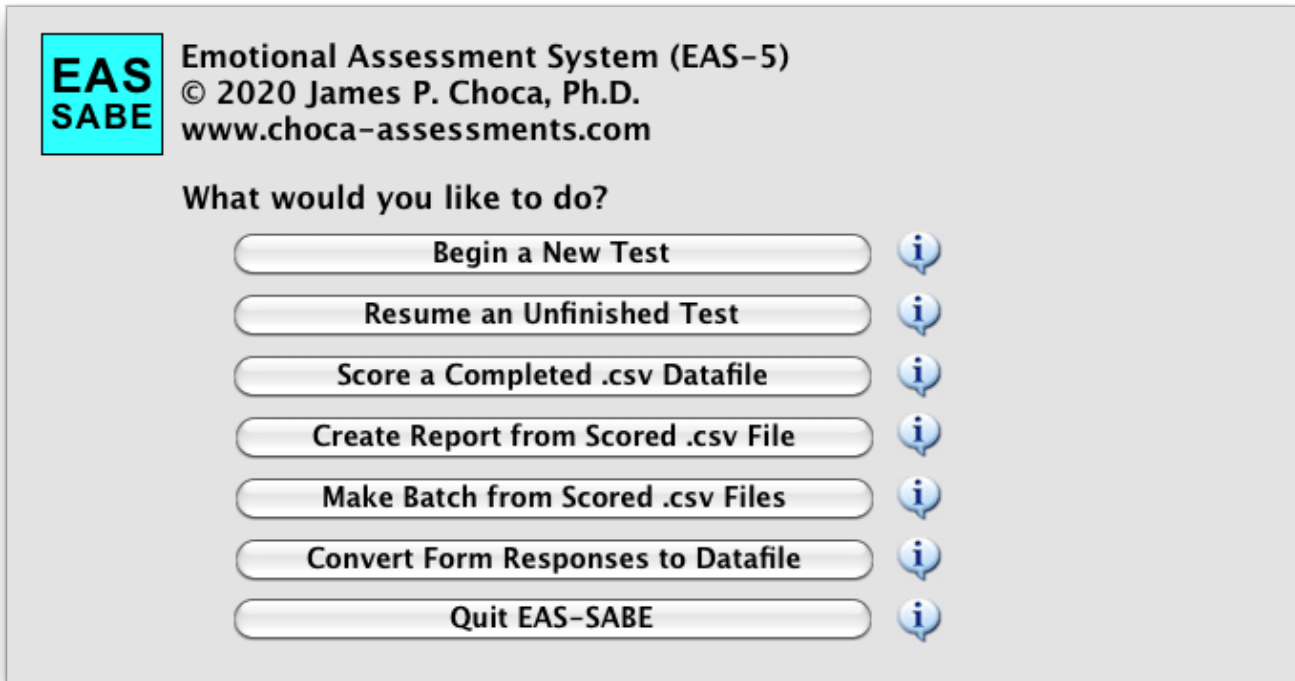 EAS
SABE
Emotional Assessment System (EAS-5)
© 2020 James P. Choca, Ph.D.
www.choca-assessments.com
What would you like to do?
Begin a New Test
i
Resume an Unfinished Test
i
Score a Completed .csv Datafile
i
Create Report from Scored .csv File
i
Make Batch from Scored .csv Files
i
Convert Form Responses to Datafile
i
Quit EAS-SABE
i